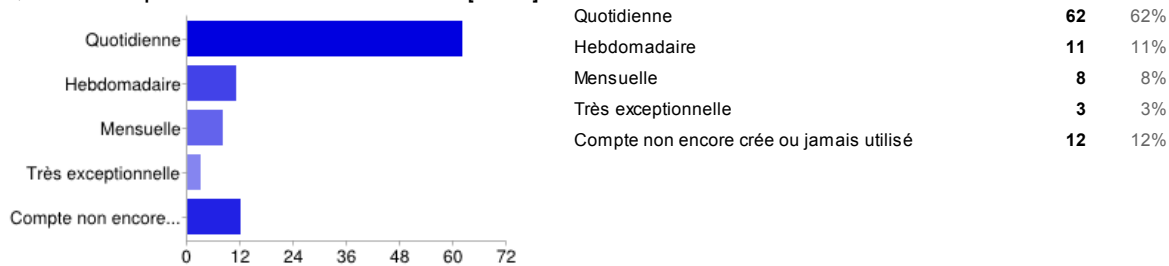 Quotidienne
Hebdomadaire
Mensuelle
Très exceptionnelle
Compte non encore...
0 12 24 36 48 60 72
Quotidienne 62 62%
Hebdomadaire 11 11%
Mensuelle 8 8%
Très exceptionnelle 3 3%
Compte non encore crée ou jamais utilisé 12 12%